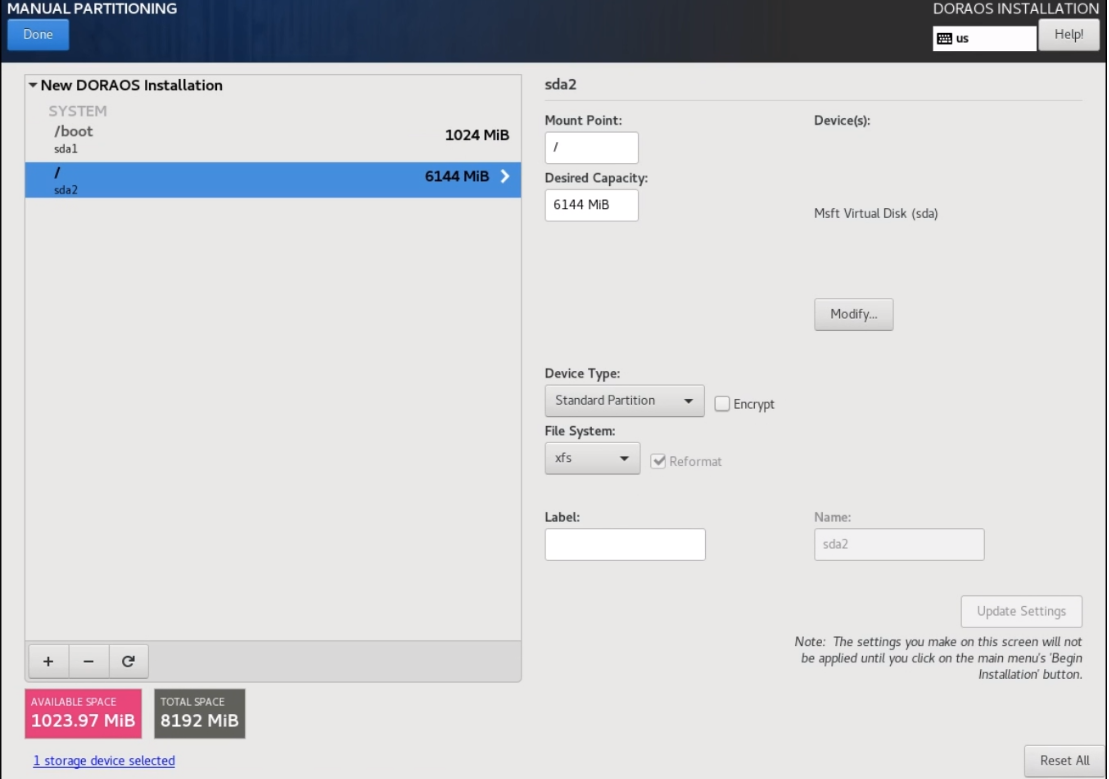 MANUAL PARTITIONING
DORAOS INSTALLATION
Done
us
Help!
New DORAOS Installation
SYSTEM
/boot
1024 MiB
sda1
/
6144 MiB
sda2
sda2
Mount Point:
Device(s):
/
Desired Capacity:
6144 MiB
Msft Virtual Disk (sda)
Modify...
Device Type:
Standard Partition
Encrypt
File System:
xfs
Reformat
Label:
Name:
sda2
Update Settings
Note: The settings you make on this screen will not
be applied until you click on the main menu's 'Begin
Installation' button.
AVAILABLE SPACE
1023.97 MiB
TOTAL SPACE
8192 MiB
1 storage device selected
Reset All